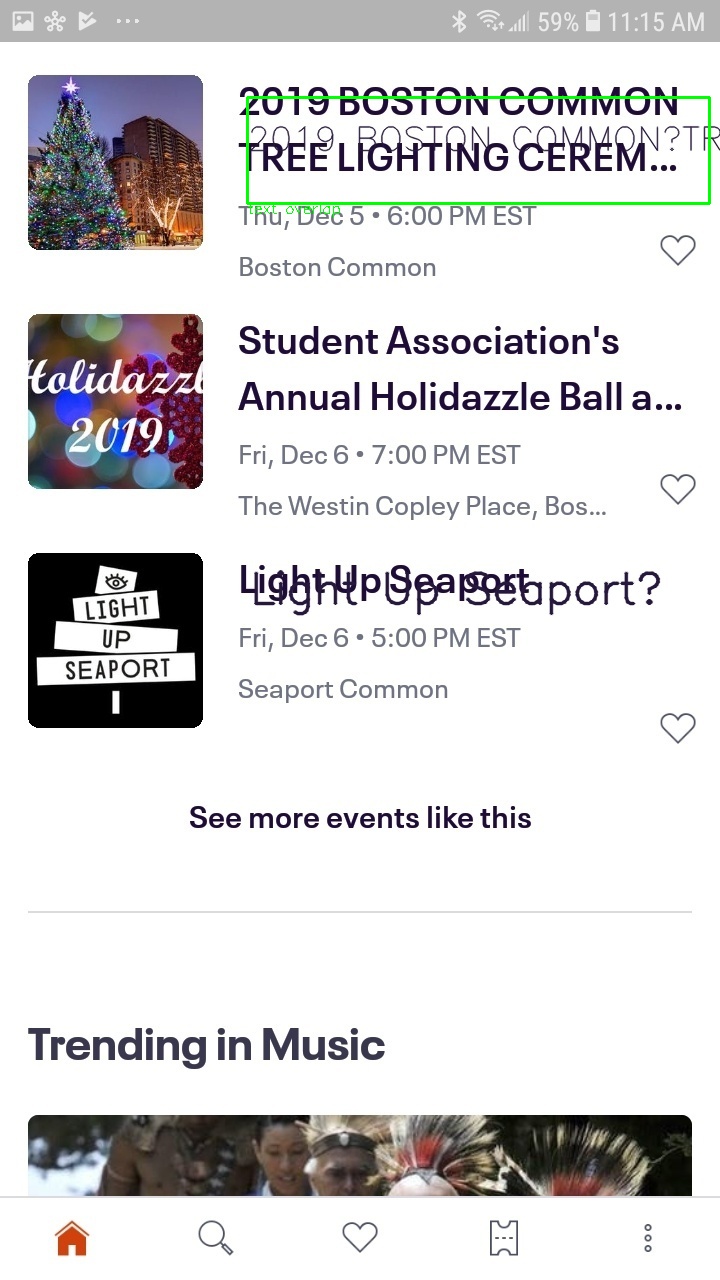 59% 11:15 AM
2019 BOSTON COMMON
2019 BOSTON COMMON?TR
TREE LIGHTING CEREM...
text overlap
Thu, Dec 5 • 6:00 PM EST
Boston Common
Holidazzl
2019
Student Association's
Annual Holidazzle Ball a...
Fri, Dec 6 • 7:00 PM EST
The Westin Copley Place, Bos...
LIGHT
UP
SEAPORT
Light Up Seaport
Light Up Seaport?
Fri, Dec 6 • 5:00 PM EST
Seaport Common
See more events like this
Trending in Music